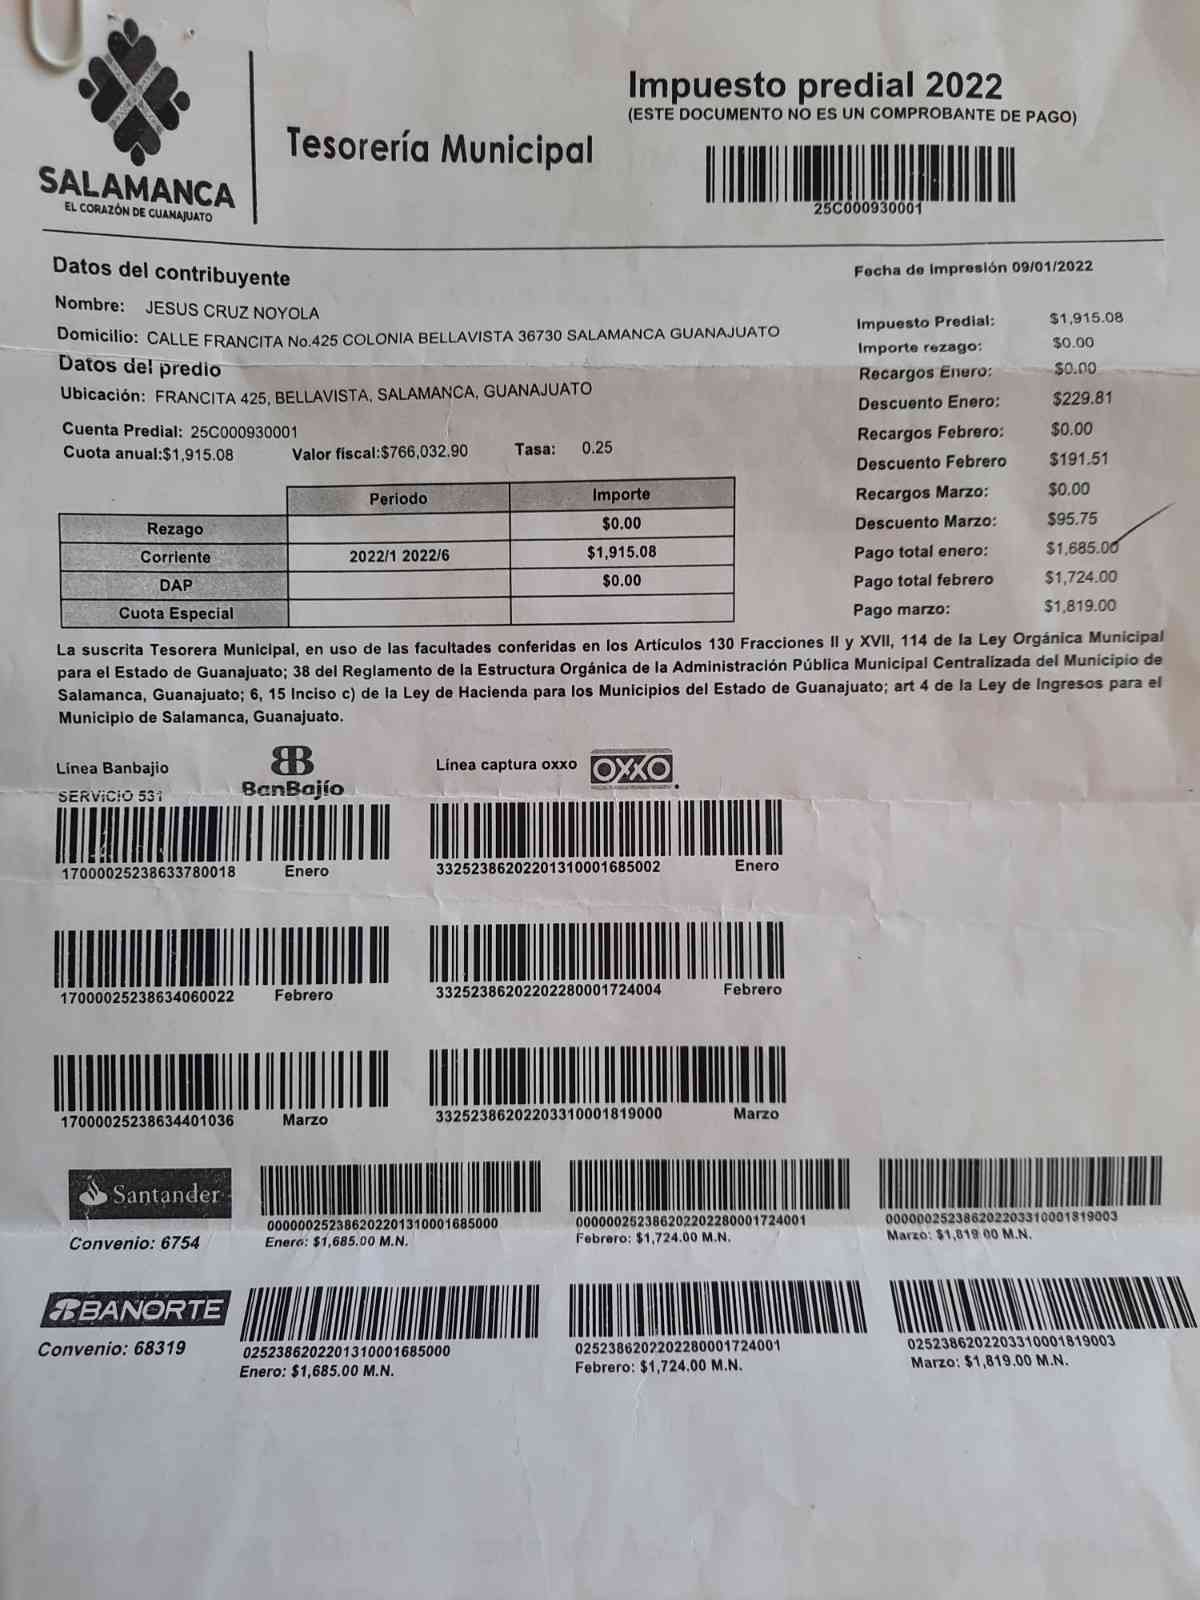 SALAMANCA
EL CORAZÓN DE GUANAJUATO
Tesorería Municipal
Impuesto predial 2022
(ESTE DOCUMENTO NO ES UN COMPROBANTE DE PAGO)
25C000930001
Datos del contribuyente
Fecha de impresión 09/01/2022
Nombre: JESUS CRUZ NOYOLA
Domicilio: CALLE FRANCITA No.425 COLONIA BELLAVISTA 36730 SALAMANCA GUANAJUATO
Datos del predio
Ubicación: FRANCITA 425, BELLAVISTA, SALAMANCA, GUANAJUATO
Cuenta Predial: 25C000930001
Cuota anual:$1,915.08 Valor fiscal:$766,032.90 Tasa: 0.25
Impuesto Predial: $1,915.08
Importe rezago: $0.00
Recargos Enero: $0.00
Descuento Enero: $229.81
Recargos Febrero: $0.00
Descuento Febrero $191.51
Recargos Marzo: $0.00
Descuento Marzo: $95.75
Pago total enero: $1,685.00
Pago total febrero $1,724.00
Pago marzo: $1,819.00
Periodo Importe
Rezago $0.00
Corriente 2022/1 2022/6 $1,915.08
DAP $0.00
Cuota Especial
La suscrita Tesorera Municipal, en uso de las facultades conferidas en los Artículos 130 Fracciones II y XVII, 114 de la Ley Orgánica Municipal
para el Estado de Guanajuato; 38 del Reglamento de la Estructura Orgánica de la Administración Pública Municipal Centralizada del Municipio de
Salamanca, Guanajuato; 6, 15 Inciso c) de la Ley de Hacienda para los Municipios del Estado de Guanajuato; art 4 de la Ley de Ingresos para el
Municipio de Salamanca, Guanajuato.
Línea Banbajio
SERVICIO 531
BB
BanBajío
Línea captura oxxo OXXO
17000025238633780018 Enero
33252386202201310001685002 Enero
17000025238634060022 Febrero
33252386202202280001724004 Febrero
17000025238634401036 Marzo
33252386202203310001819000 Marzo
Santander
Convenio: 6754
000000252386202201310001685000
Enero: $1,685.00 M.N.
000000252386202202280001724001
Febrero: $1,724.00 M.N.
000000252386202203310001819003
Marzo: $1,819.00 M.N.
BANORTE
Convenio: 68319
0252386202201310001685000
Enero: $1,685.00 M.N.
0252386202202280001724001
Febrero: $1,724.00 M.N.
0252386202203310001819003
Marzo: $1,819.00 M.N.